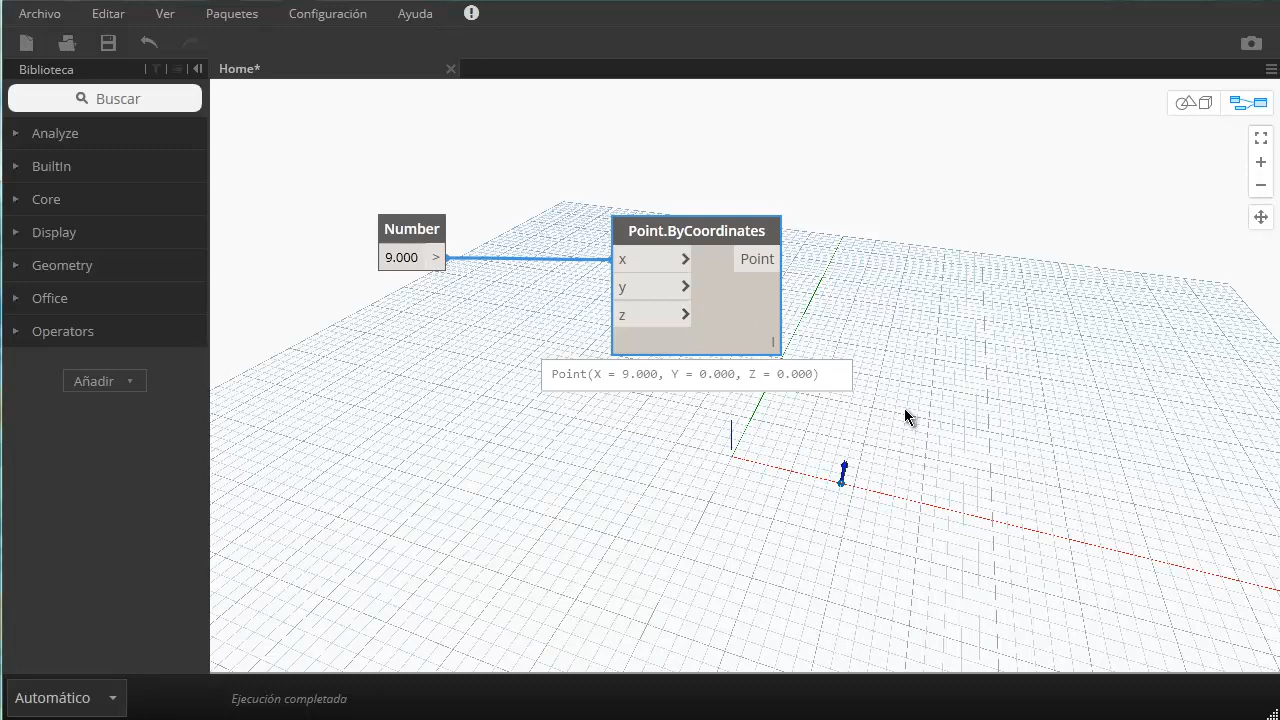 Archivo Editar Ver Paquetes Configuración Ayuda
Biblioteca
Home*
Buscar
Analyze
BuiltIn
Core
Display
Geometry
Office
Operators
Añadir
Number
9.000 >
Point.ByCoordinates
x Point
y
z
Point(X = 9.000, Y = 0.000, Z = 0.000)
Automático
Ejecución completada